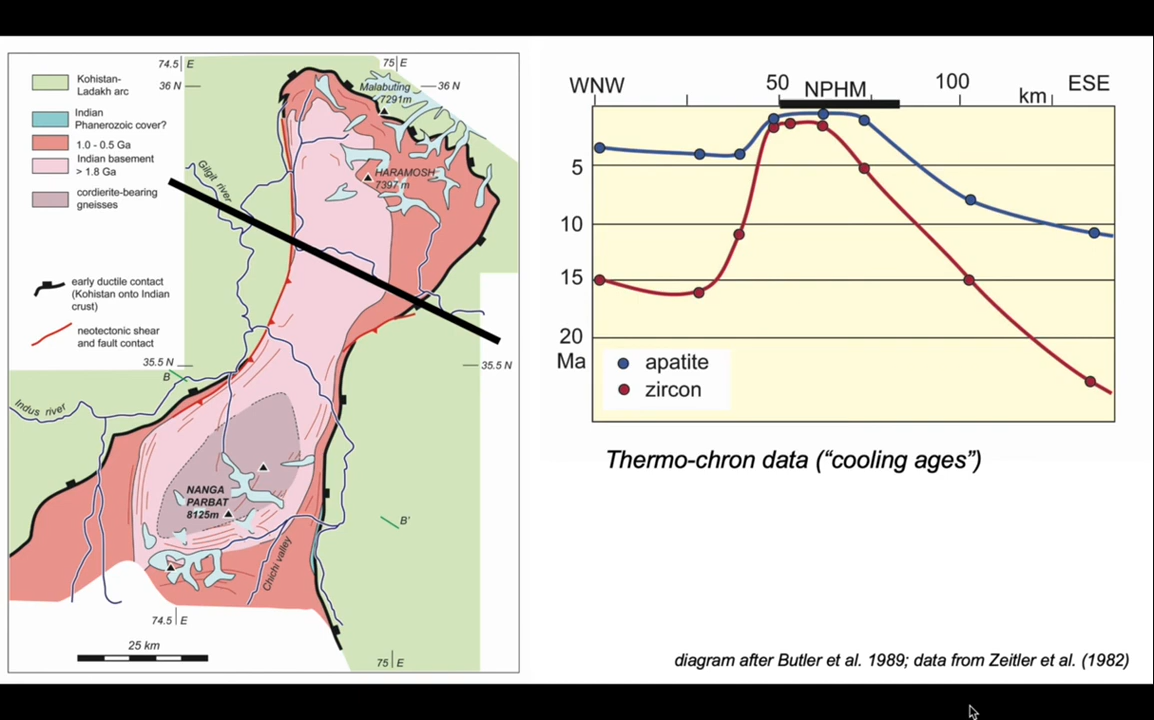 74.5 E
36 N
75 E
36 N
Kohistan-
Ladakh arc
Indian
Phanerozoic cover?
1.0 - 0.5 Ga
Indian basement
> 1.8 Ga
cordierite-bearing
gneisses
early ductile contact
(Kohistan onto Indian
crust)
neotectonic shear
and fault contact
Malabuting
7291m
HARAMOSH
7397 m
Gilgit river
35.5 N
35.5 N
B
Indus river
NANGA
PARBAT
8125m
B'
Chichi valley
74.5 E
25 km
75 E
WNW
50
NPHM
100
km
ESE
5
10
15
20
Ma
apatite
zircon
Thermo-chron data ("cooling ages")
diagram after Butler et al. 1989; data from Zeitler et al. (1982)